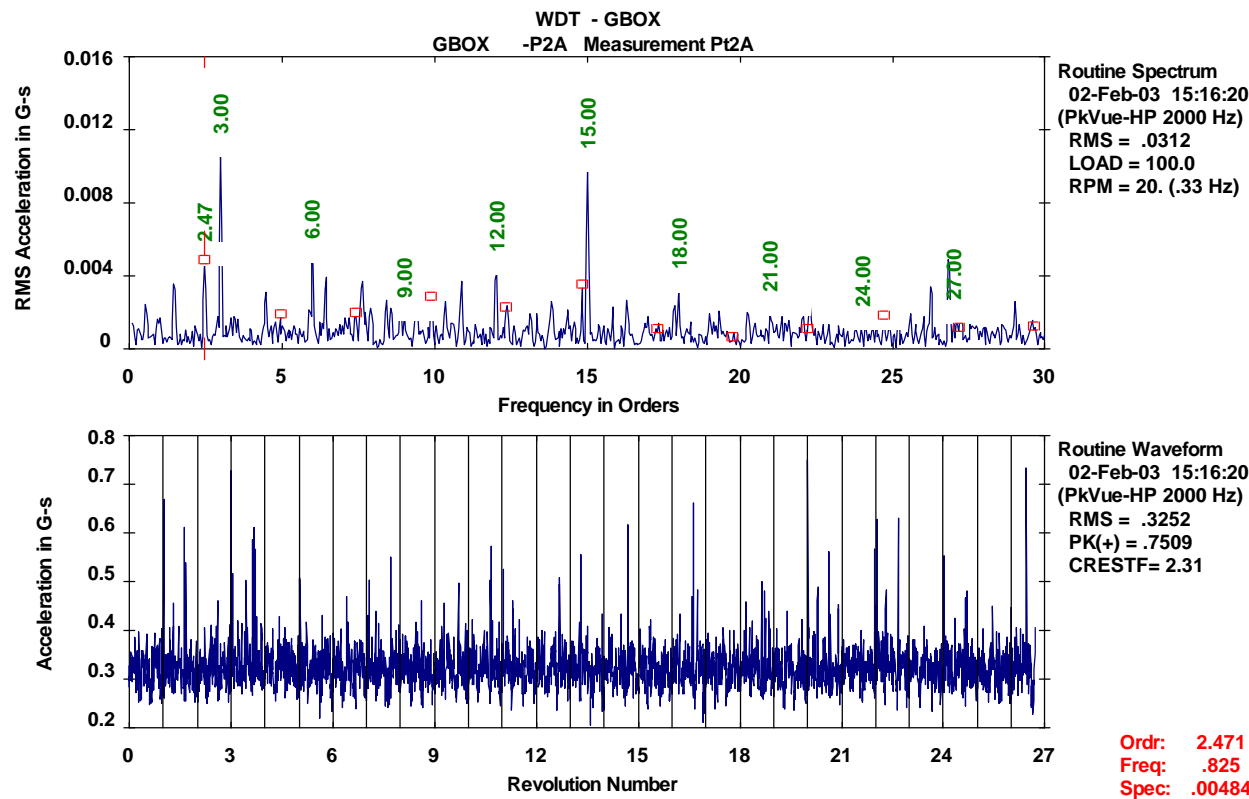 WDT - GBOX
GBOX -P2A Measurement Pt2A
RMS Acceleration in G-s
0.016
0.012
0.008
0.004
0
2.47
3.00
6.00
9.00
12.00
15.00
18.00
21.00
24.00
27.00
0 5 10 15 20 25 30
Frequency in Orders
Routine Spectrum
02-Feb-03 15:16:20
(PkVue-HP 2000 Hz)
RMS = .0312
LOAD = 100.0
RPM = 20. (.33 Hz)
Acceleration in G-s
0.8
0.7
0.6
0.5
0.4
0.3
0.2
0 3 6 9 12 15 18 21 24 27
Revolution Number
Routine Waveform
02-Feb-03 15:16:20
(PkVue-HP 2000 Hz)
RMS = .3252
PK(+) = .7509
CRESTF= 2.31
Ordr: 2.471
Freq: .825
Spec: .00484